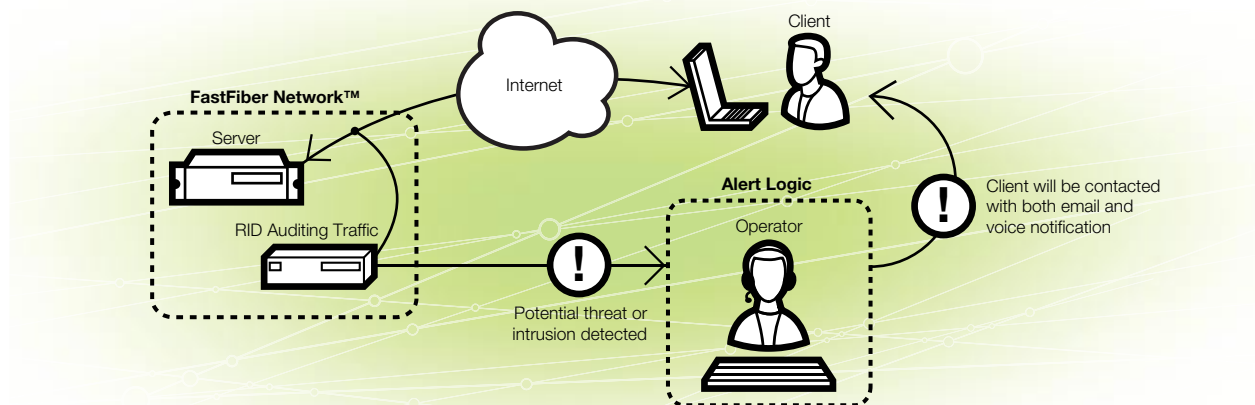 Client
Internet
FastFiber Network™
Server
RID Auditing Traffic
Alert Logic
Operator
Client will be contacted
with both email and
voice notification
!
!
Potential threat or
intrusion detected